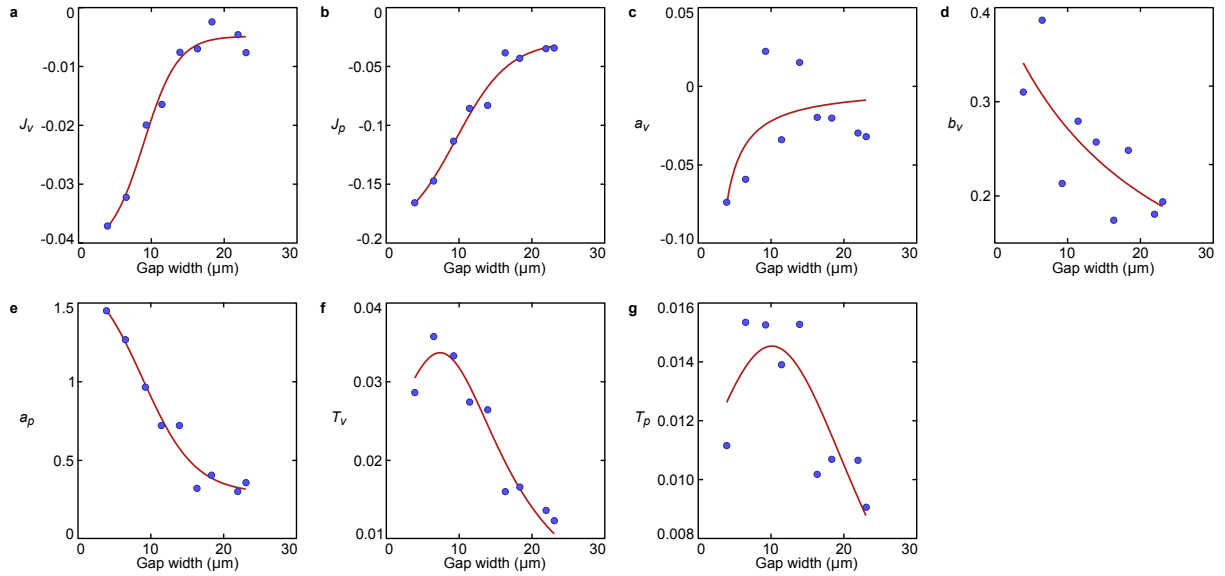 a
0
-0.01
-0.02
-0.03
-0.04
J_v
0 10 20 30
Gap width (µm)
b
-0
-0.05
-0.1
-0.15
-0.2
J_p
0 10 20 30
Gap width (µm)
c
0.05
0
-0.05
-0.10
a_v
0 10 20 30
Gap width (µm)
d
0.4
0.3
0.2
b_v
0 10 20 30
Gap width (µm)
e
1.5
1
0.5
0
a_p
0 10 20 30
Gap width (µm)
f
0.04
0.03
0.02
0.01
T_v
0 10 20 30
Gap width (µm)
g
0.016
0.014
0.012
0.010
0.008
T_p
0 10 20 30
Gap width (µm)